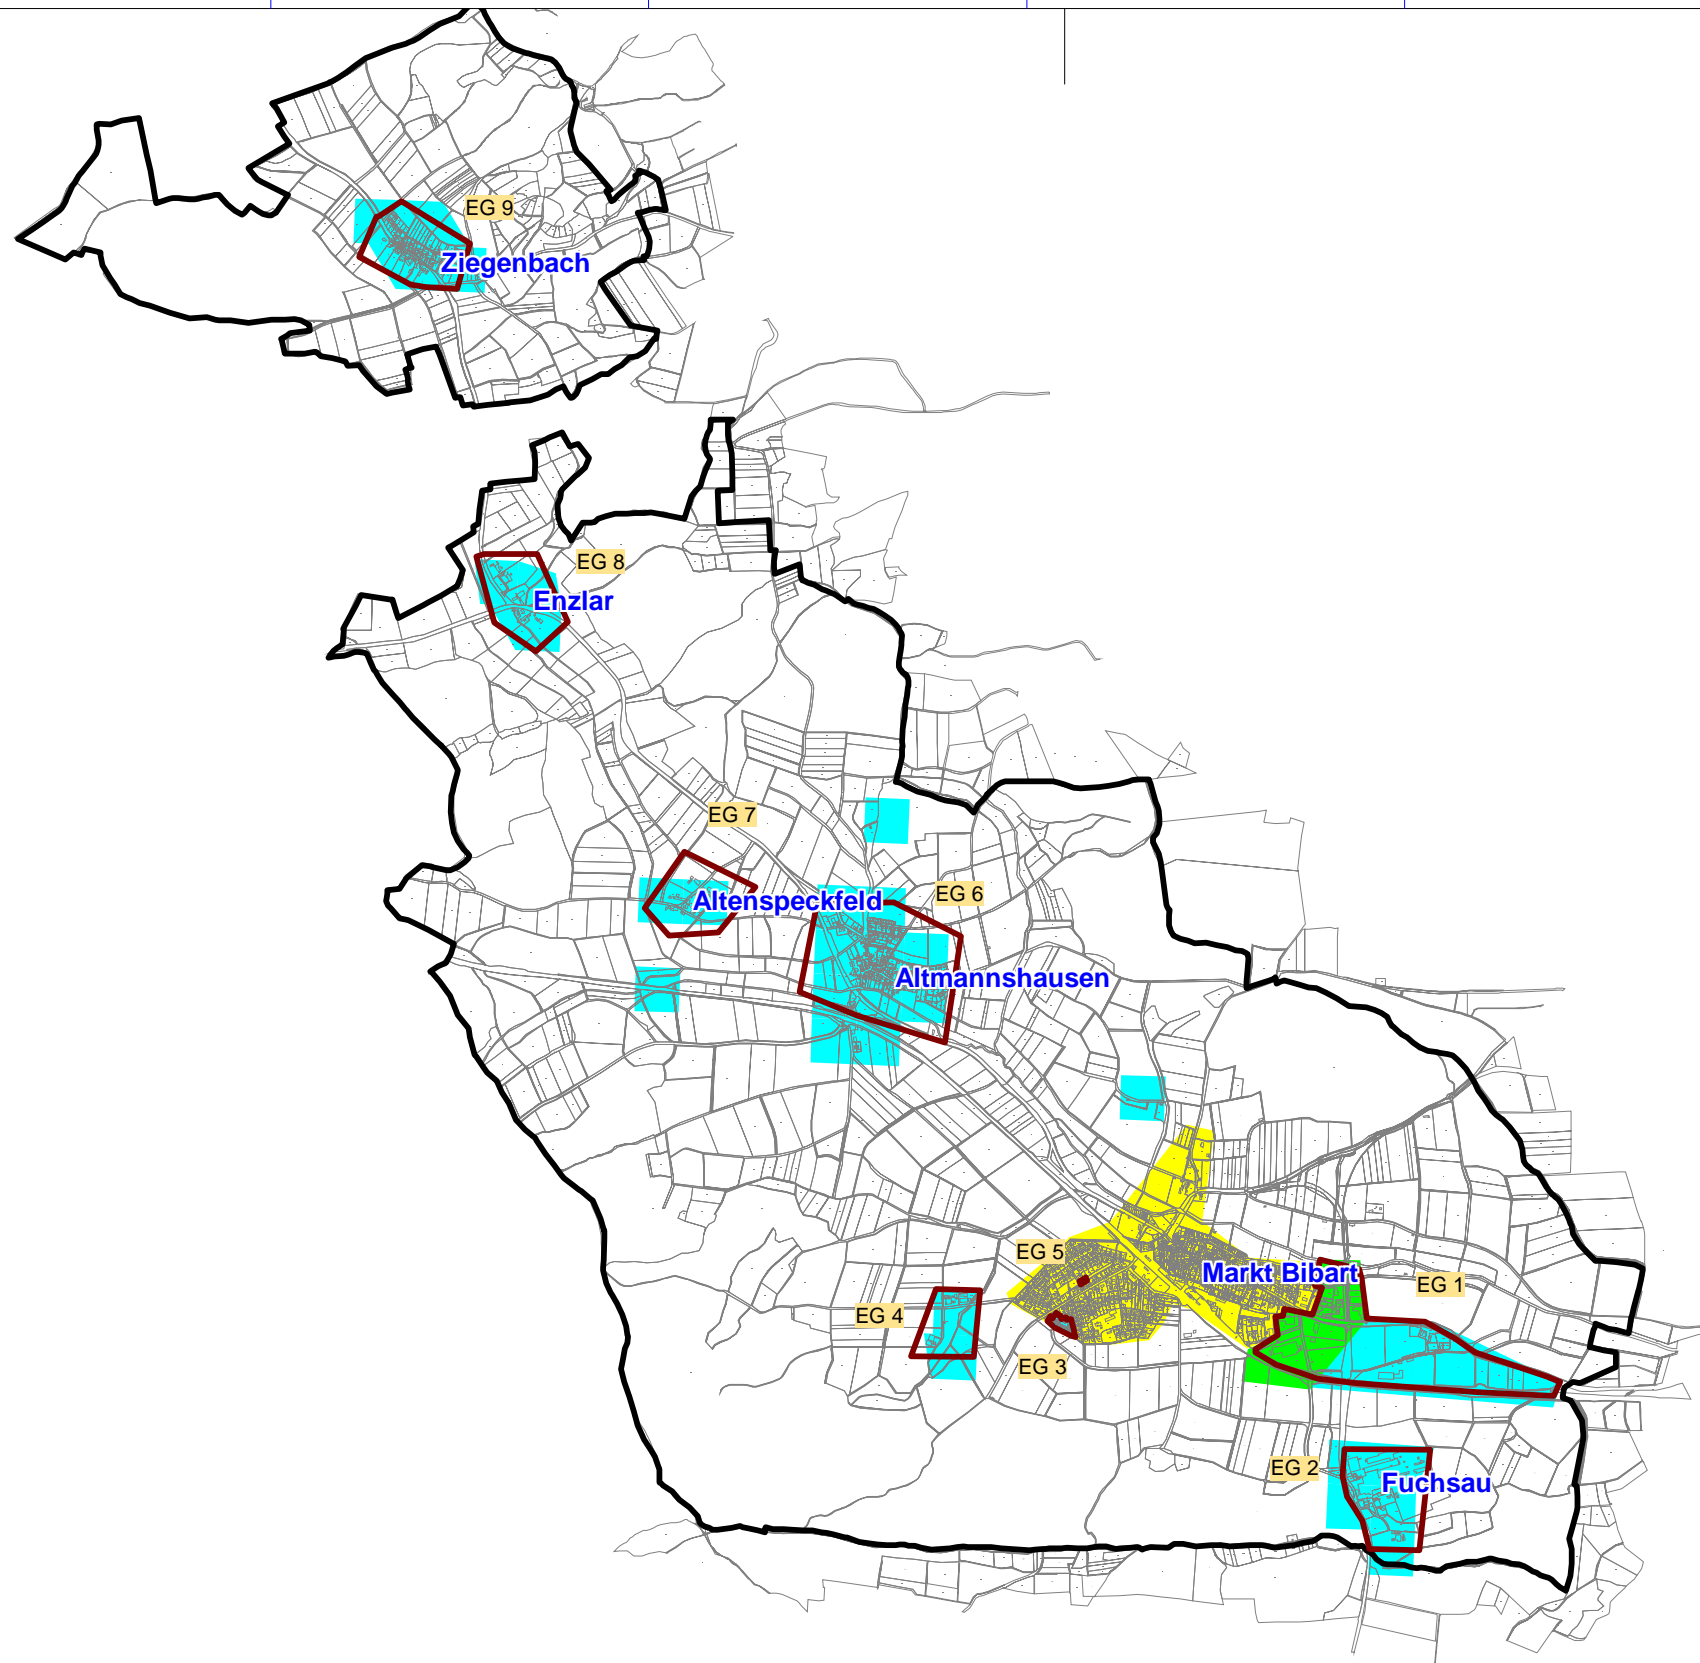 EG 9
Ziegenbach
EG 8
Enzlar
EG 7
Altenspeckfeld
EG 6
Altmannshausen
EG 5
Markt Bibart
EG 1
EG 4
EG 3
EG 2
Fuchsau